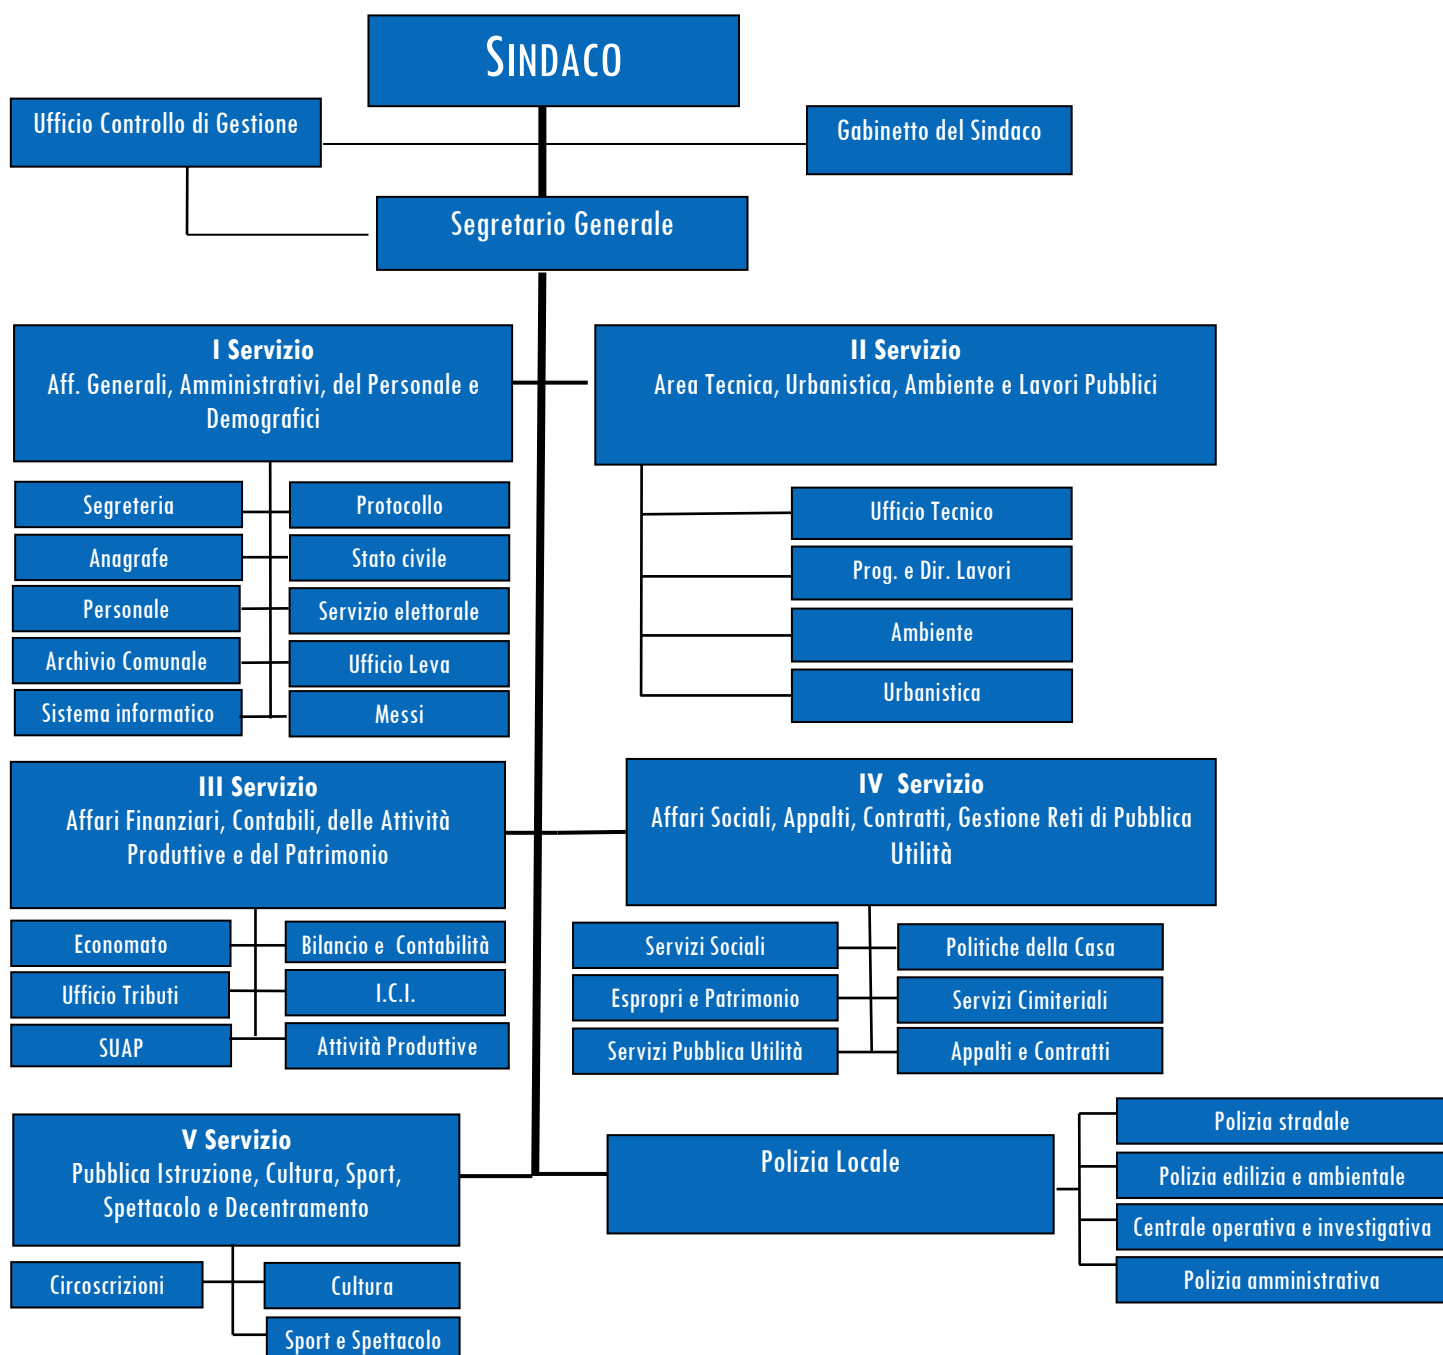 SINDACO
Ufficio Controllo di Gestione
Gabinetto del Sindaco
Segretario Generale
I Servizio
Aff. Generali, Amministrativi, del Personale e
Demografici
II Servizio
Area Tecnica, Urbanistica, Ambiente e Lavori Pubblici
Segreteria
Protocollo
Anagrafe
Stato civile
Personale
Servizio elettorale
Archivio Comunale
Ufficio Leva
Sistema informatico
Messi
Ufficio Tecnico
Prog. e Dir. Lavori
Ambiente
Urbanistica
III Servizio
Affari Finanziari, Contabili, delle Attività
Produttive e del Patrimonio
IV  Servizio
Affari Sociali, Appalti, Contratti, Gestione Reti di Pubblica
Utilità
Economato
Bilancio e  Contabilità
Ufficio Tributi
I.C.I.
SUAP
Attività Produttive
Servizi Sociali
Politiche della Casa
Espropri e Patrimonio
Servizi Cimiteriali
Servizi Pubblica Utilità
Appalti e Contratti
V Servizio
Pubblica Istruzione, Cultura, Sport,
Spettacolo e Decentramento
Circoscrizioni
Cultura
Sport e Spettacolo
Polizia Locale
Polizia stradale
Polizia edilizia e ambientale
Centrale operativa e investigativa
Polizia amministrativa